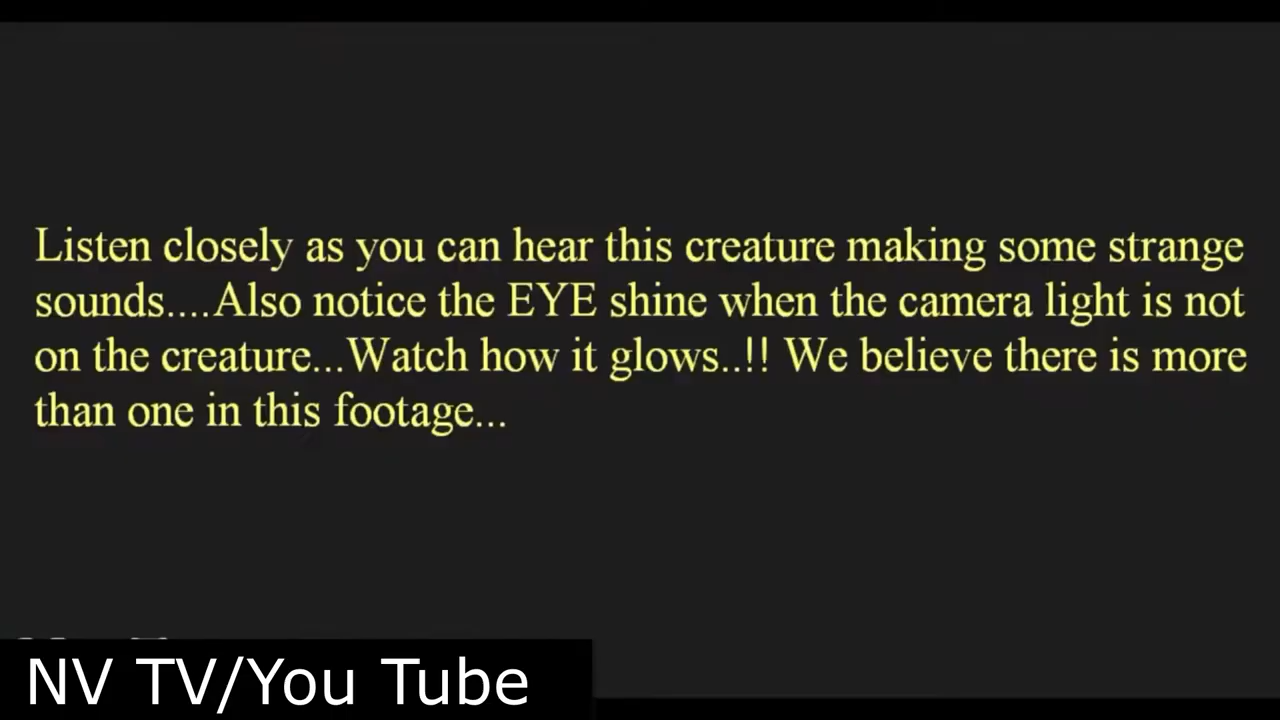 Listen closely as you can hear this creature making some strange
sounds....Also notice the EYE shine when the camera light is not
on the creature...Watch how it glows..!! We believe there is more
than one in this footage...
NV TV/You Tube